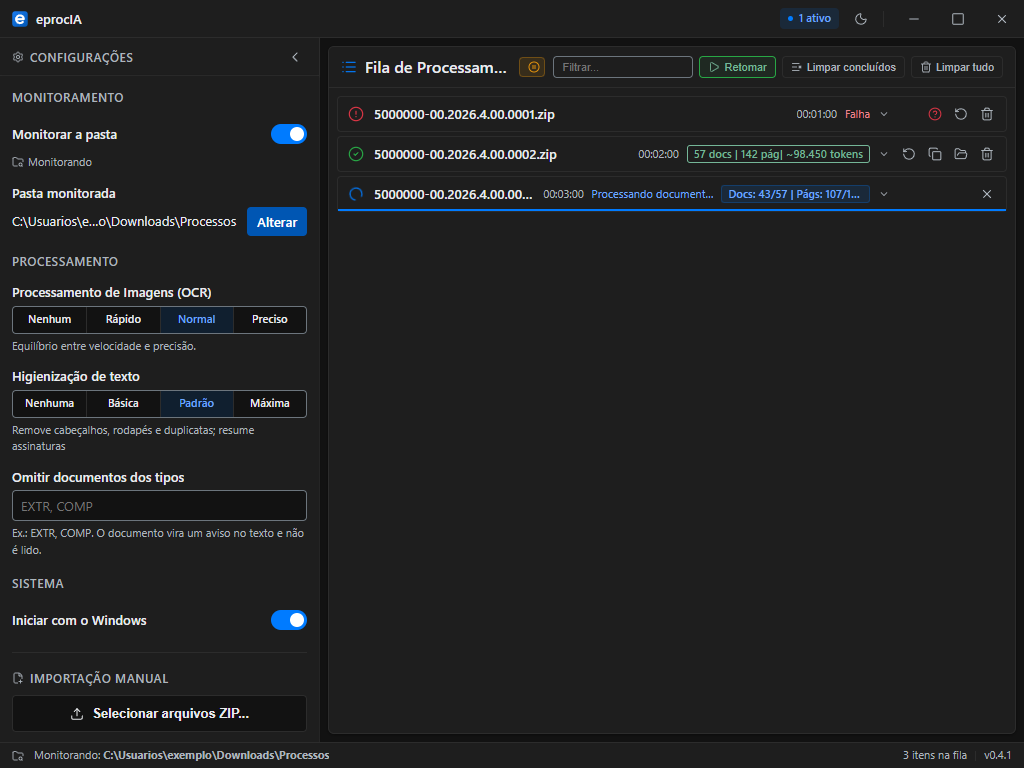 eprocIA
1 ativo
CONFIGURAÇÕES
MONITORAMENTO
Monitorar a pasta
Monitorando
Pasta monitorada
C:\Usuarios\e...o\Downloads\Processos
Alterar
PROCESSAMENTO
Processamento de Imagens (OCR)
Nenhum Rápido Normal Preciso
Equilíbrio entre velocidade e precisão.
Higienização de texto
Nenhuma Básica Padrão Máxima
Remove cabeçalhos, rodapés e duplicatas; resume
assinaturas
Omitir documentos dos tipos
EXTR, COMP
Ex.: EXTR, COMP. O documento vira um aviso no texto e não
é lido.
SISTEMA
Iniciar com o Windows
IMPORTAÇÃO MANUAL
Selecionar arquivos ZIP...
Fila de Processam... Filtrar... Retomar Limpar concluídos Limpar tudo
5000000-00.2026.4.00.0001.zip 00:01:00 Falha
5000000-00.2026.4.00.0002.zip 00:02:00 57 docs | 142 pág| ~98.450 tokens
5000000-00.2026.4.00.00... 00:03:00 Processando document... Docs: 43/57 | Págs: 107/1...
Monitorando: C:\Usuarios\exemplo\Downloads\Processos
3 itens na fila v0.4.1